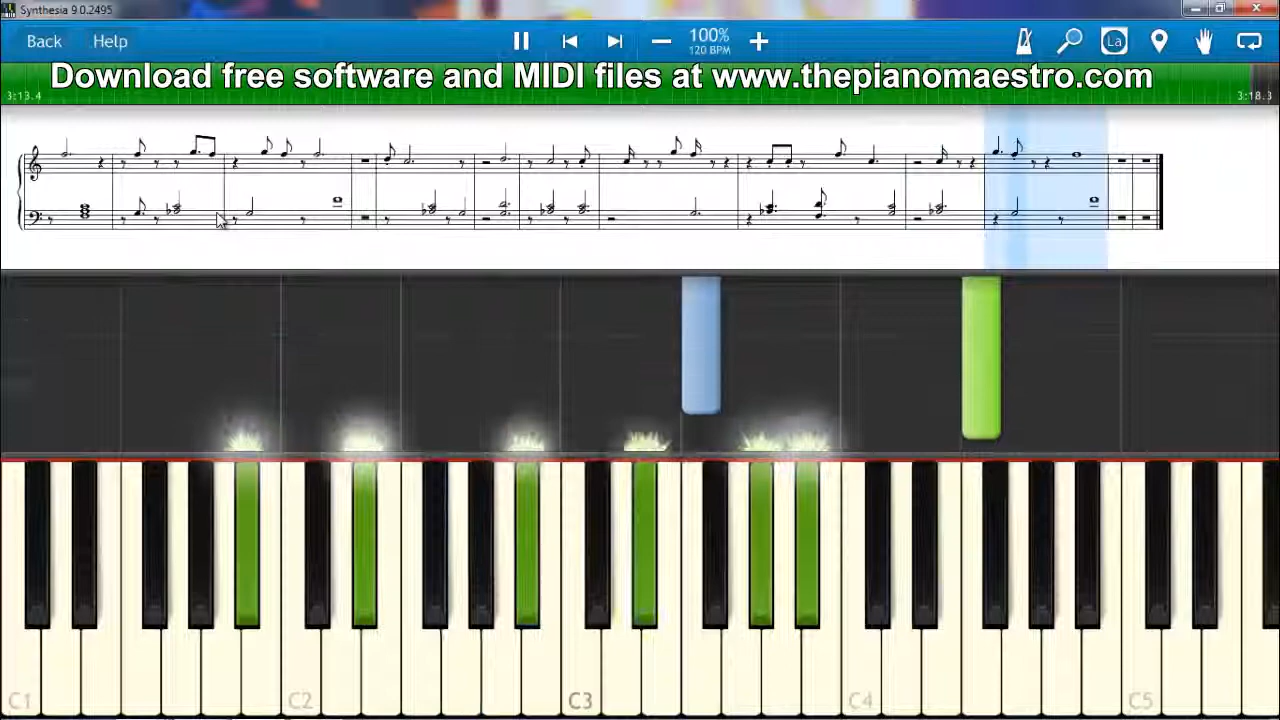 Synthesia 9.0.2495
Back Help 100% La
120 BPM
Download free software and MIDI files at www.thepianomaestro.com
3:13.4 3:18.3
C1 C2 C3 C4 C5